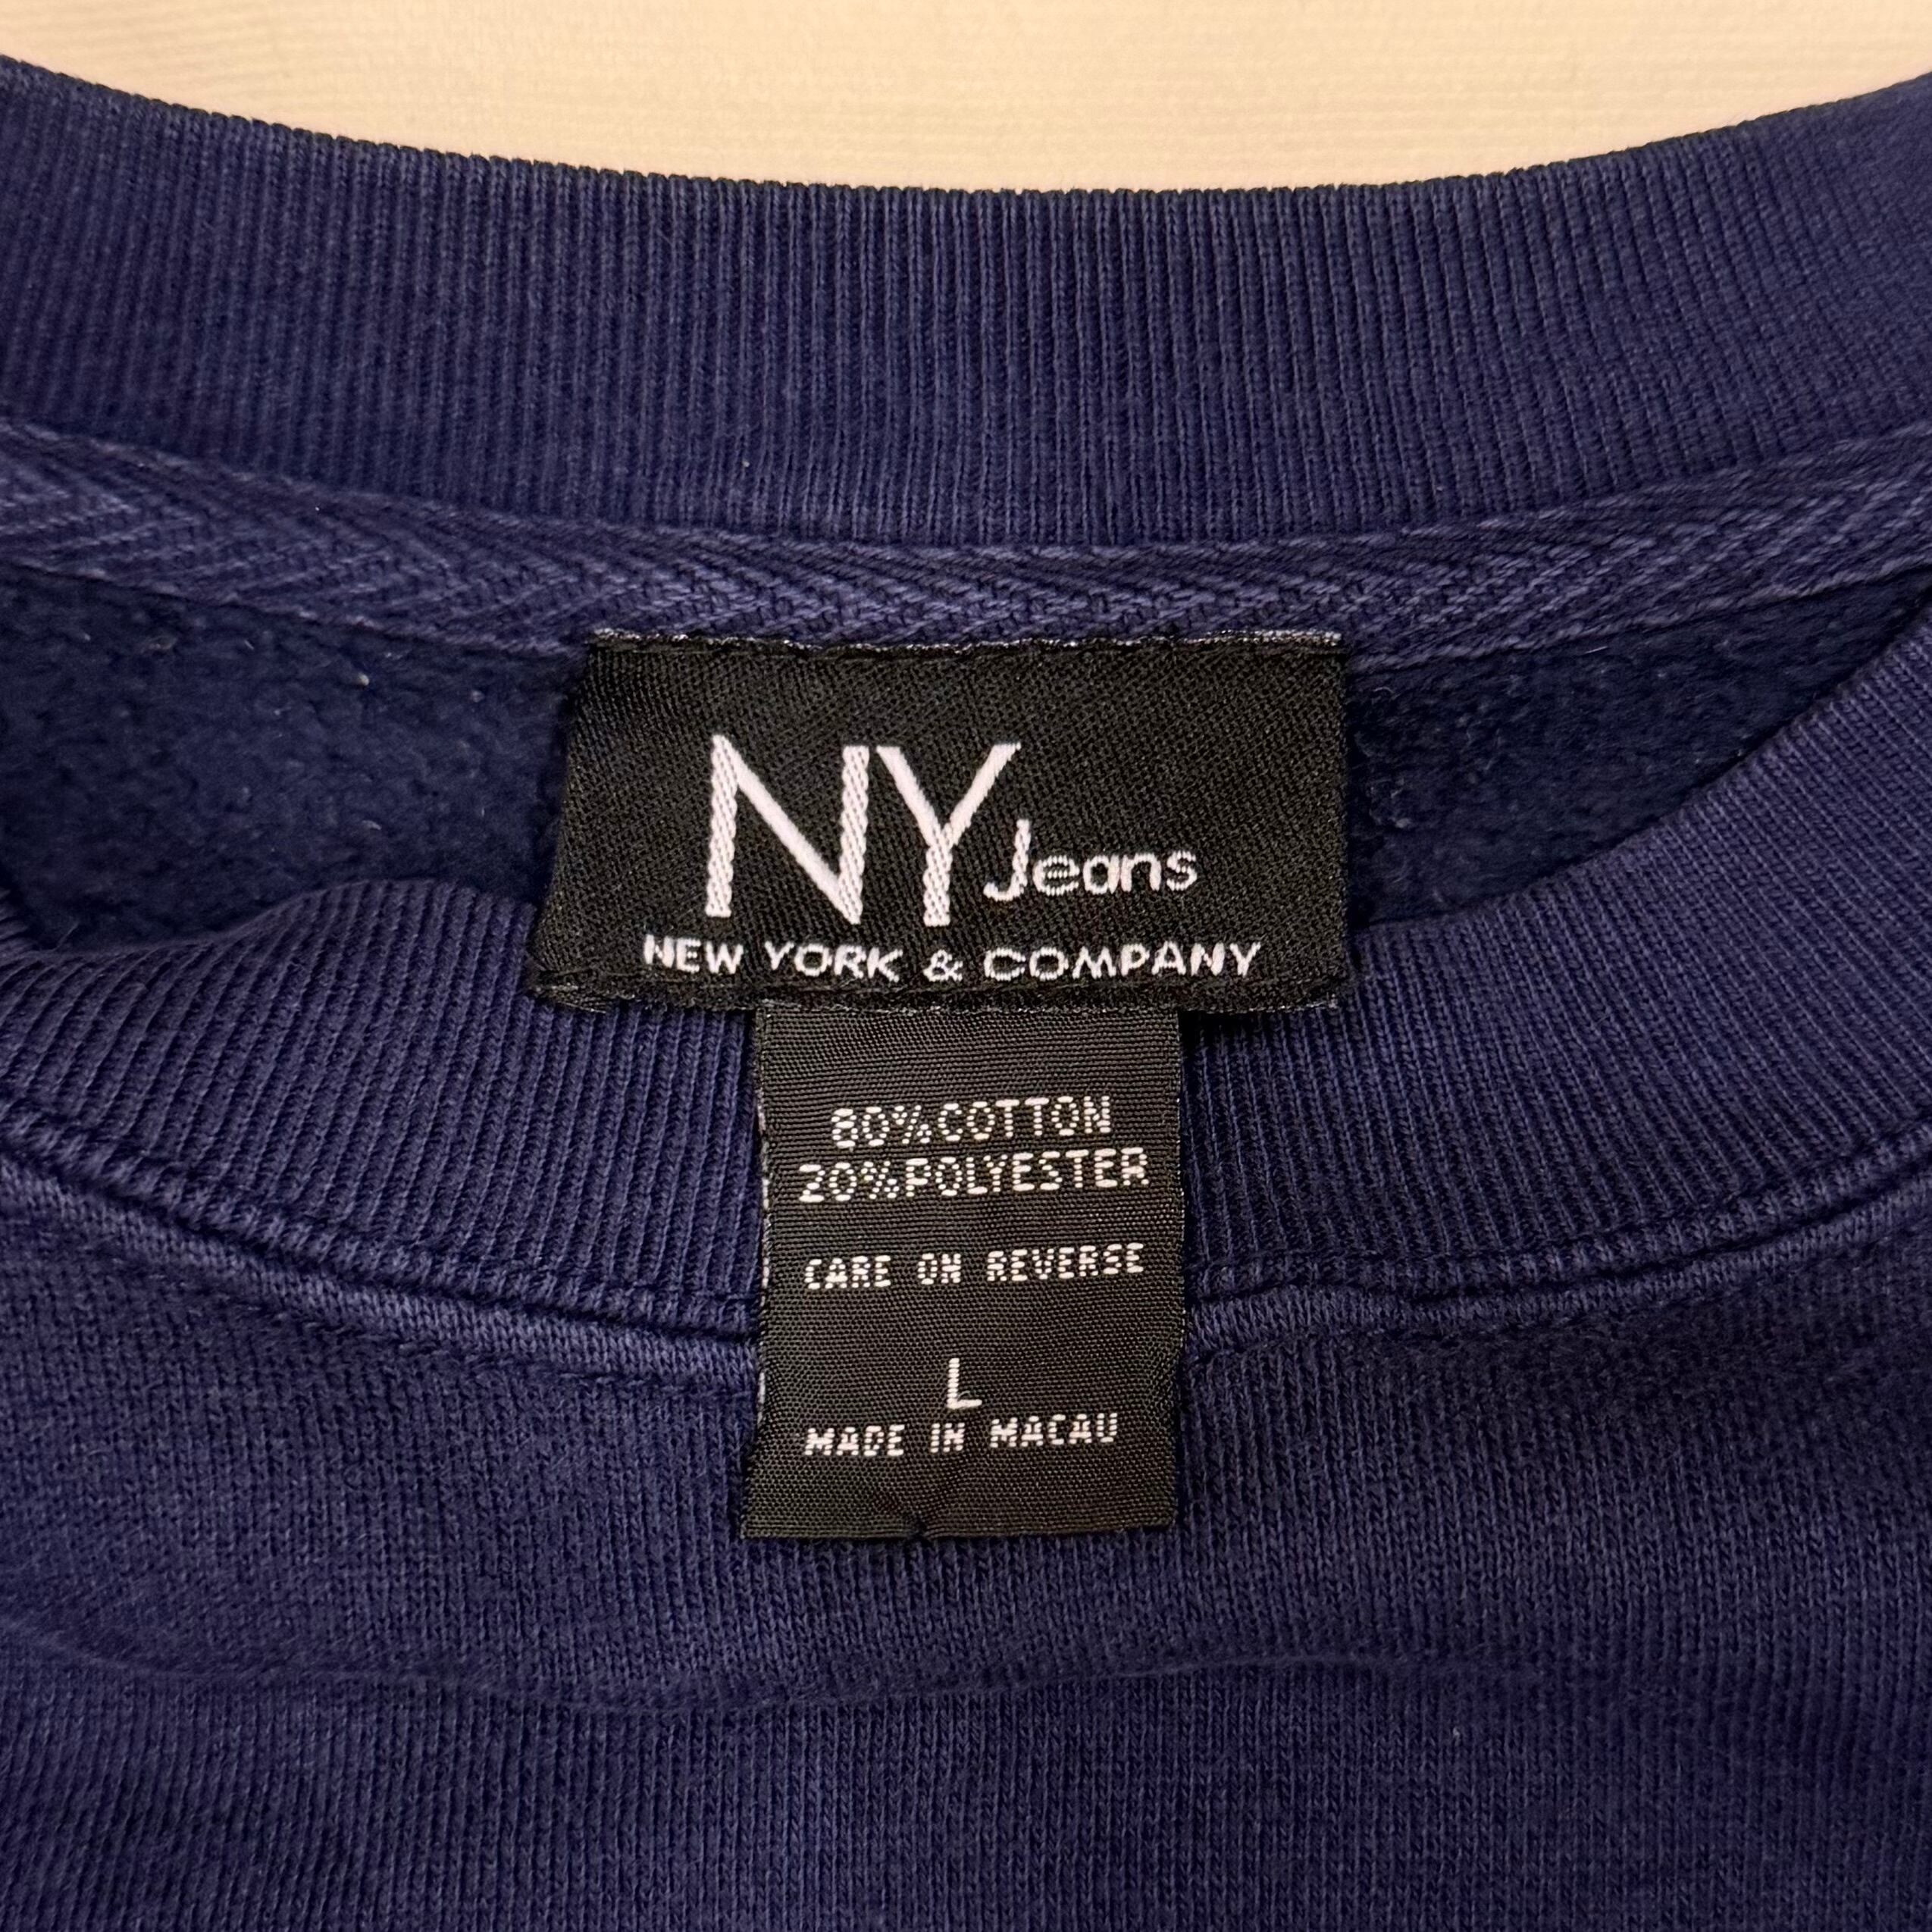 NY Jeans
NEW YORK & COMPANY
80% COTTON
20% POLYESTER
CARE ON REVERSE
L
MADE IN MACAU